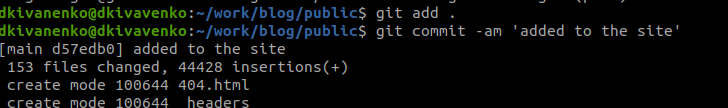 dkivanenko@dkivavenko:~/work/blog/public$ git add .
dkivanenko@dkivavenko:~/work/blog/public$ git commit -am 'added to the site'
[main d57edb0] added to the site
 153 files changed, 44428 insertions(+)
 create mode 100644 404.html
 create mode 100644 _headers